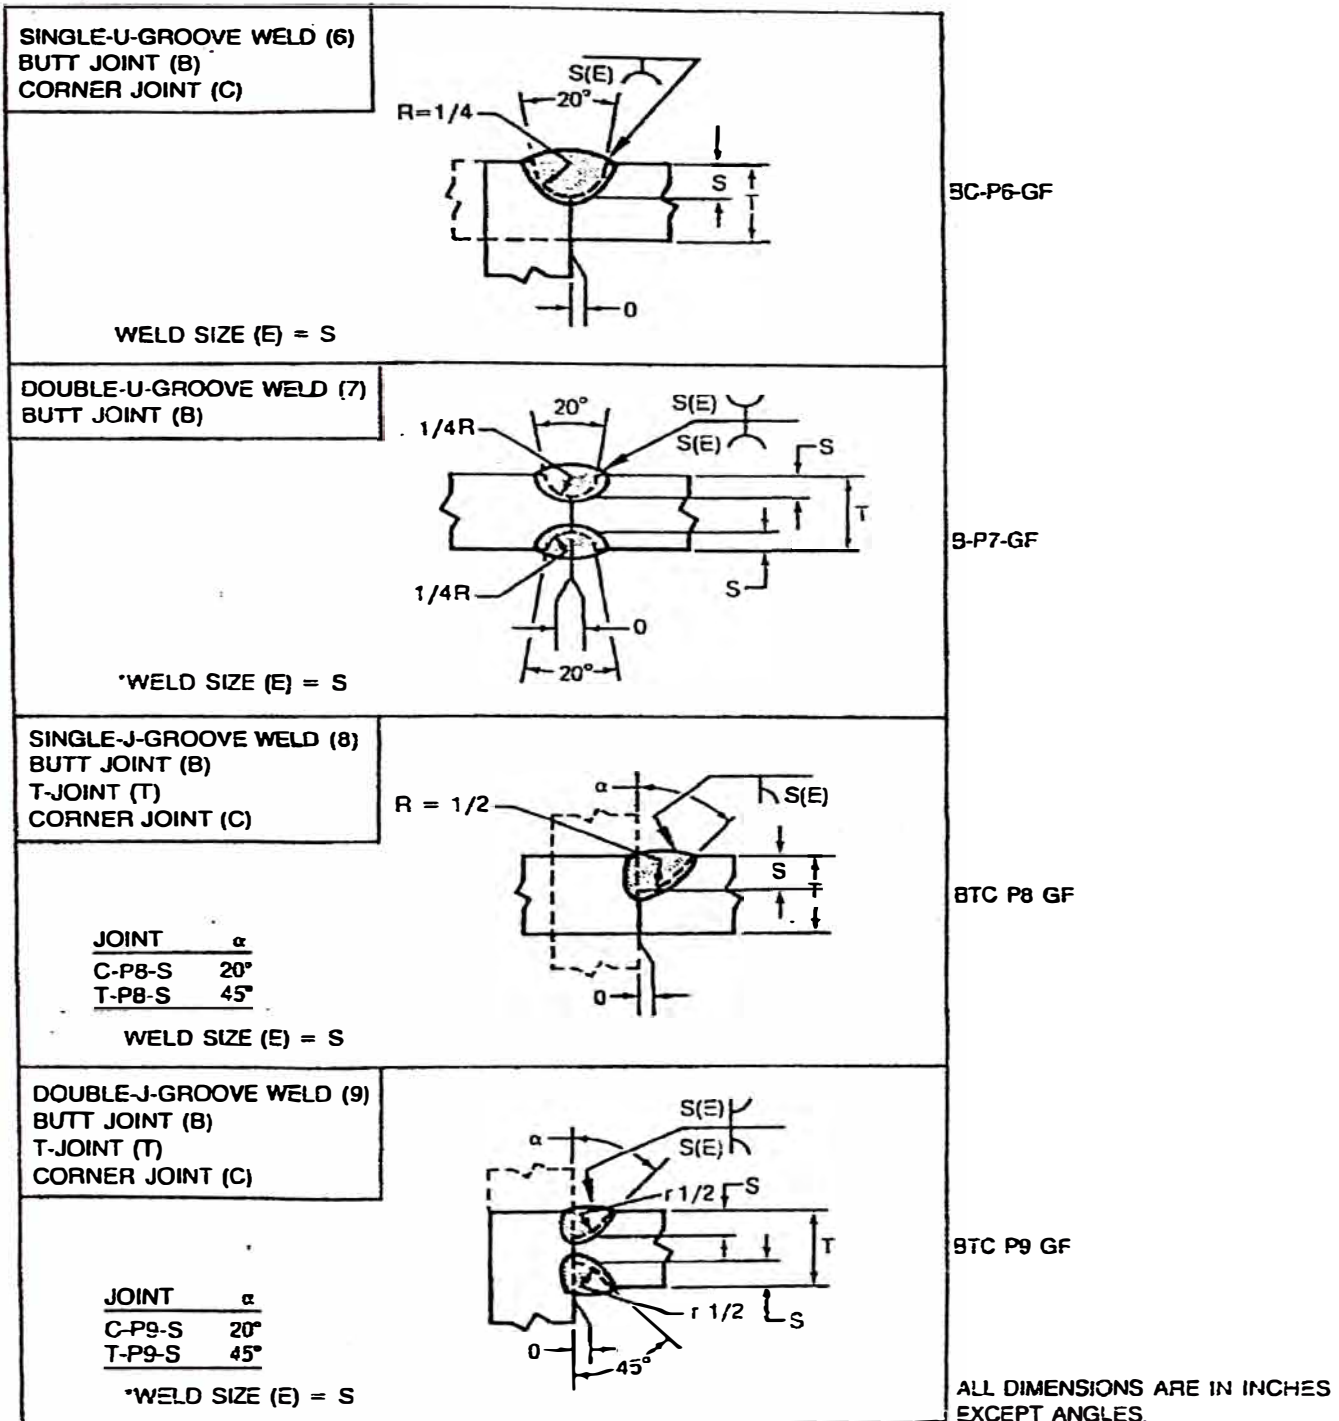 SINGLE-U-GROOVE WELD (6)
BUTT JOINT (B)
CORNER JOINT (C)
S(E)
20°
R=1/4
S
T
0
WELD SIZE (E) = S
BC-P6-GF
DOUBLE-U-GROOVE WELD (7)
BUTT JOINT (B)
20°
S(E)
1/4R
S(E)
S
T
S
1/4R
0
20°
*WELD SIZE (E) = S
B-P7-GF
SINGLE-J-GROOVE WELD (8)
BUTT JOINT (B)
T-JOINT (T)
CORNER JOINT (C)
α
R = 1/2
S(E)
S
T
0
JOINT α
C-P8-S 20°
T-P8-S 45°
WELD SIZE (E) = S
BTC P8 GF
DOUBLE-J-GROOVE WELD (9)
BUTT JOINT (B)
T-JOINT (T)
CORNER JOINT (C)
S(E)
α
S(E)
r 1/2
S
T
r 1/2
S
0
45°
JOINT α
C-P9-S 20°
T-P9-S 45°
*WELD SIZE (E) = S
BTC P9 GF
ALL DIMENSIONS ARE IN INCHES
EXCEPT ANGLES.